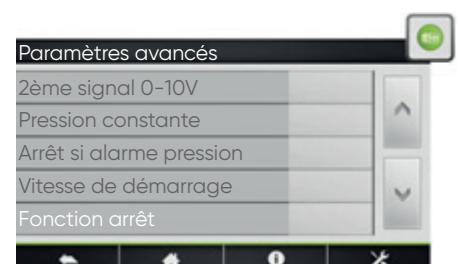 Paramètres avancés
2ème signal 0-10V
Pression constante
Arrêt si alarme pression
Vitesse de démarrage
Fonction arrêt